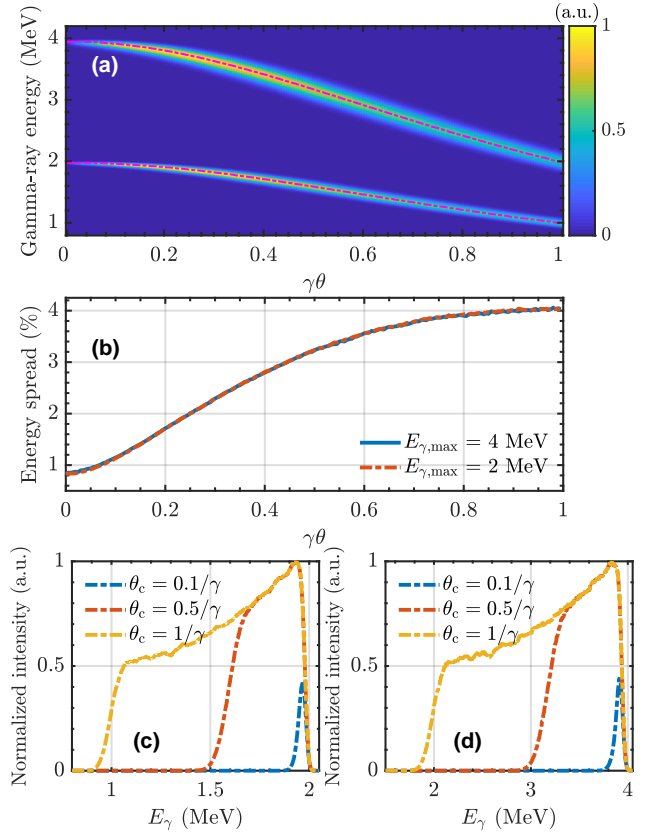 (a.u.)
Gamma-ray energy (MeV)
4
3
2
1
(a)
1
0.5
0
0 0.2 0.4 0.6 0.8 1
γθ
Energy spread (%)
4
3
2
1
(b)
E_γ,max = 4 MeV
E_γ,max = 2 MeV
0 0.2 0.4 0.6 0.8 1
γθ
Normalized intensity (a.u.)
1
0.5
0
θ_c = 0.1/γ
θ_c = 0.5/γ
θ_c = 1/γ
(c)
1 1.5 2
E_γ (MeV)
Normalized intensity (a.u.)
1
0.5
0
θ_c = 0.1/γ
θ_c = 0.5/γ
θ_c = 1/γ
(d)
2 3 4
E_γ (MeV)